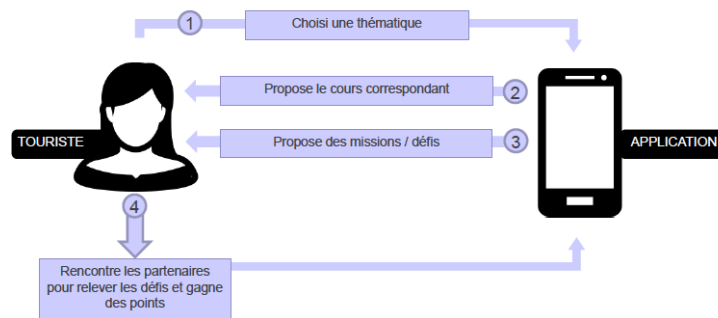 1
Choisi une thématique
Propose le cours correspondant
2
TOURISTE
Propose des missions / défis
3
APPLICATION
4
Rencontre les partenaires
pour relever les défis et gagne
des points